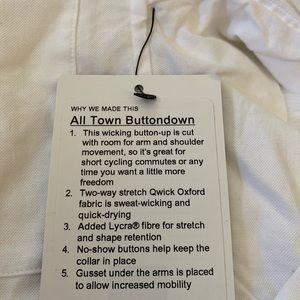 WHY WE MADE THIS
All Town Buttondown
1. This wicking button-up is cut
with room for arm and shoulder
movement, so it's great for
short cycling commutes or any
time you want a little more
freedom
2. Two-way stretch Qwick Oxford
fabric is sweat-wicking and
quick-drying
3. Added Lycra® fibre for stretch
and shape retention
4. No-show buttons help keep the
collar in place
5. Gusset under the arms is placed
to allow increased mobility